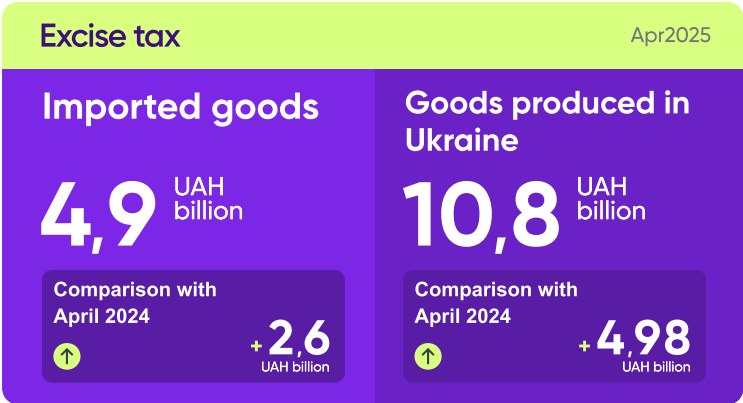 Excise tax
Apr2025
Imported goods
4,9
UAH
billion
Comparison with
April 2024
+2,6
UAH billion
Goods produced in
Ukraine
10,8
UAH
billion
Comparison with
April 2024
+4,98
UAH billion